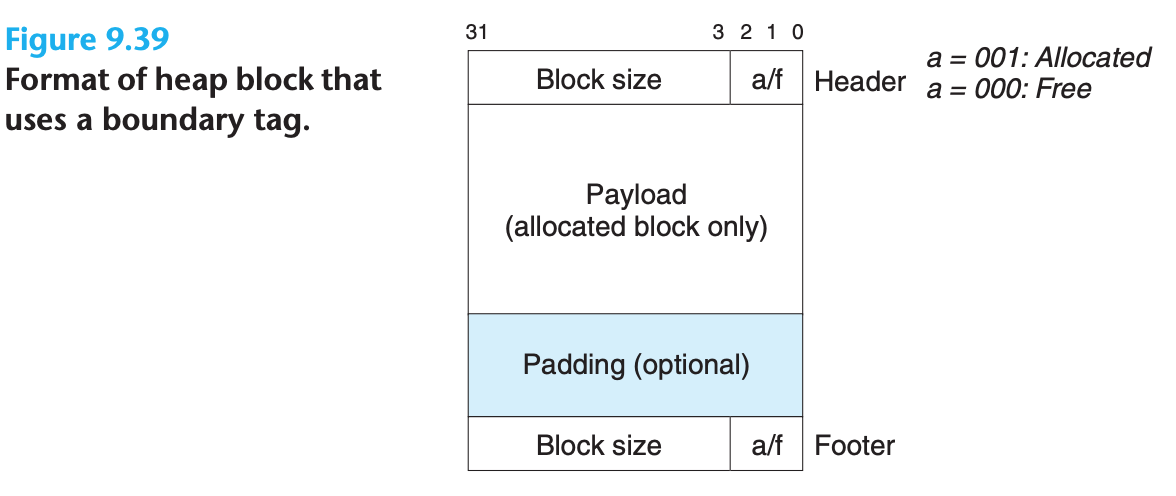 Figure 9.39
Format of heap block that
uses a boundary tag.
31 3 2 1 0
Block size a/f Header
a = 001: Allocated
a = 000: Free
Payload
(allocated block only)
Padding (optional)
Block size a/f Footer